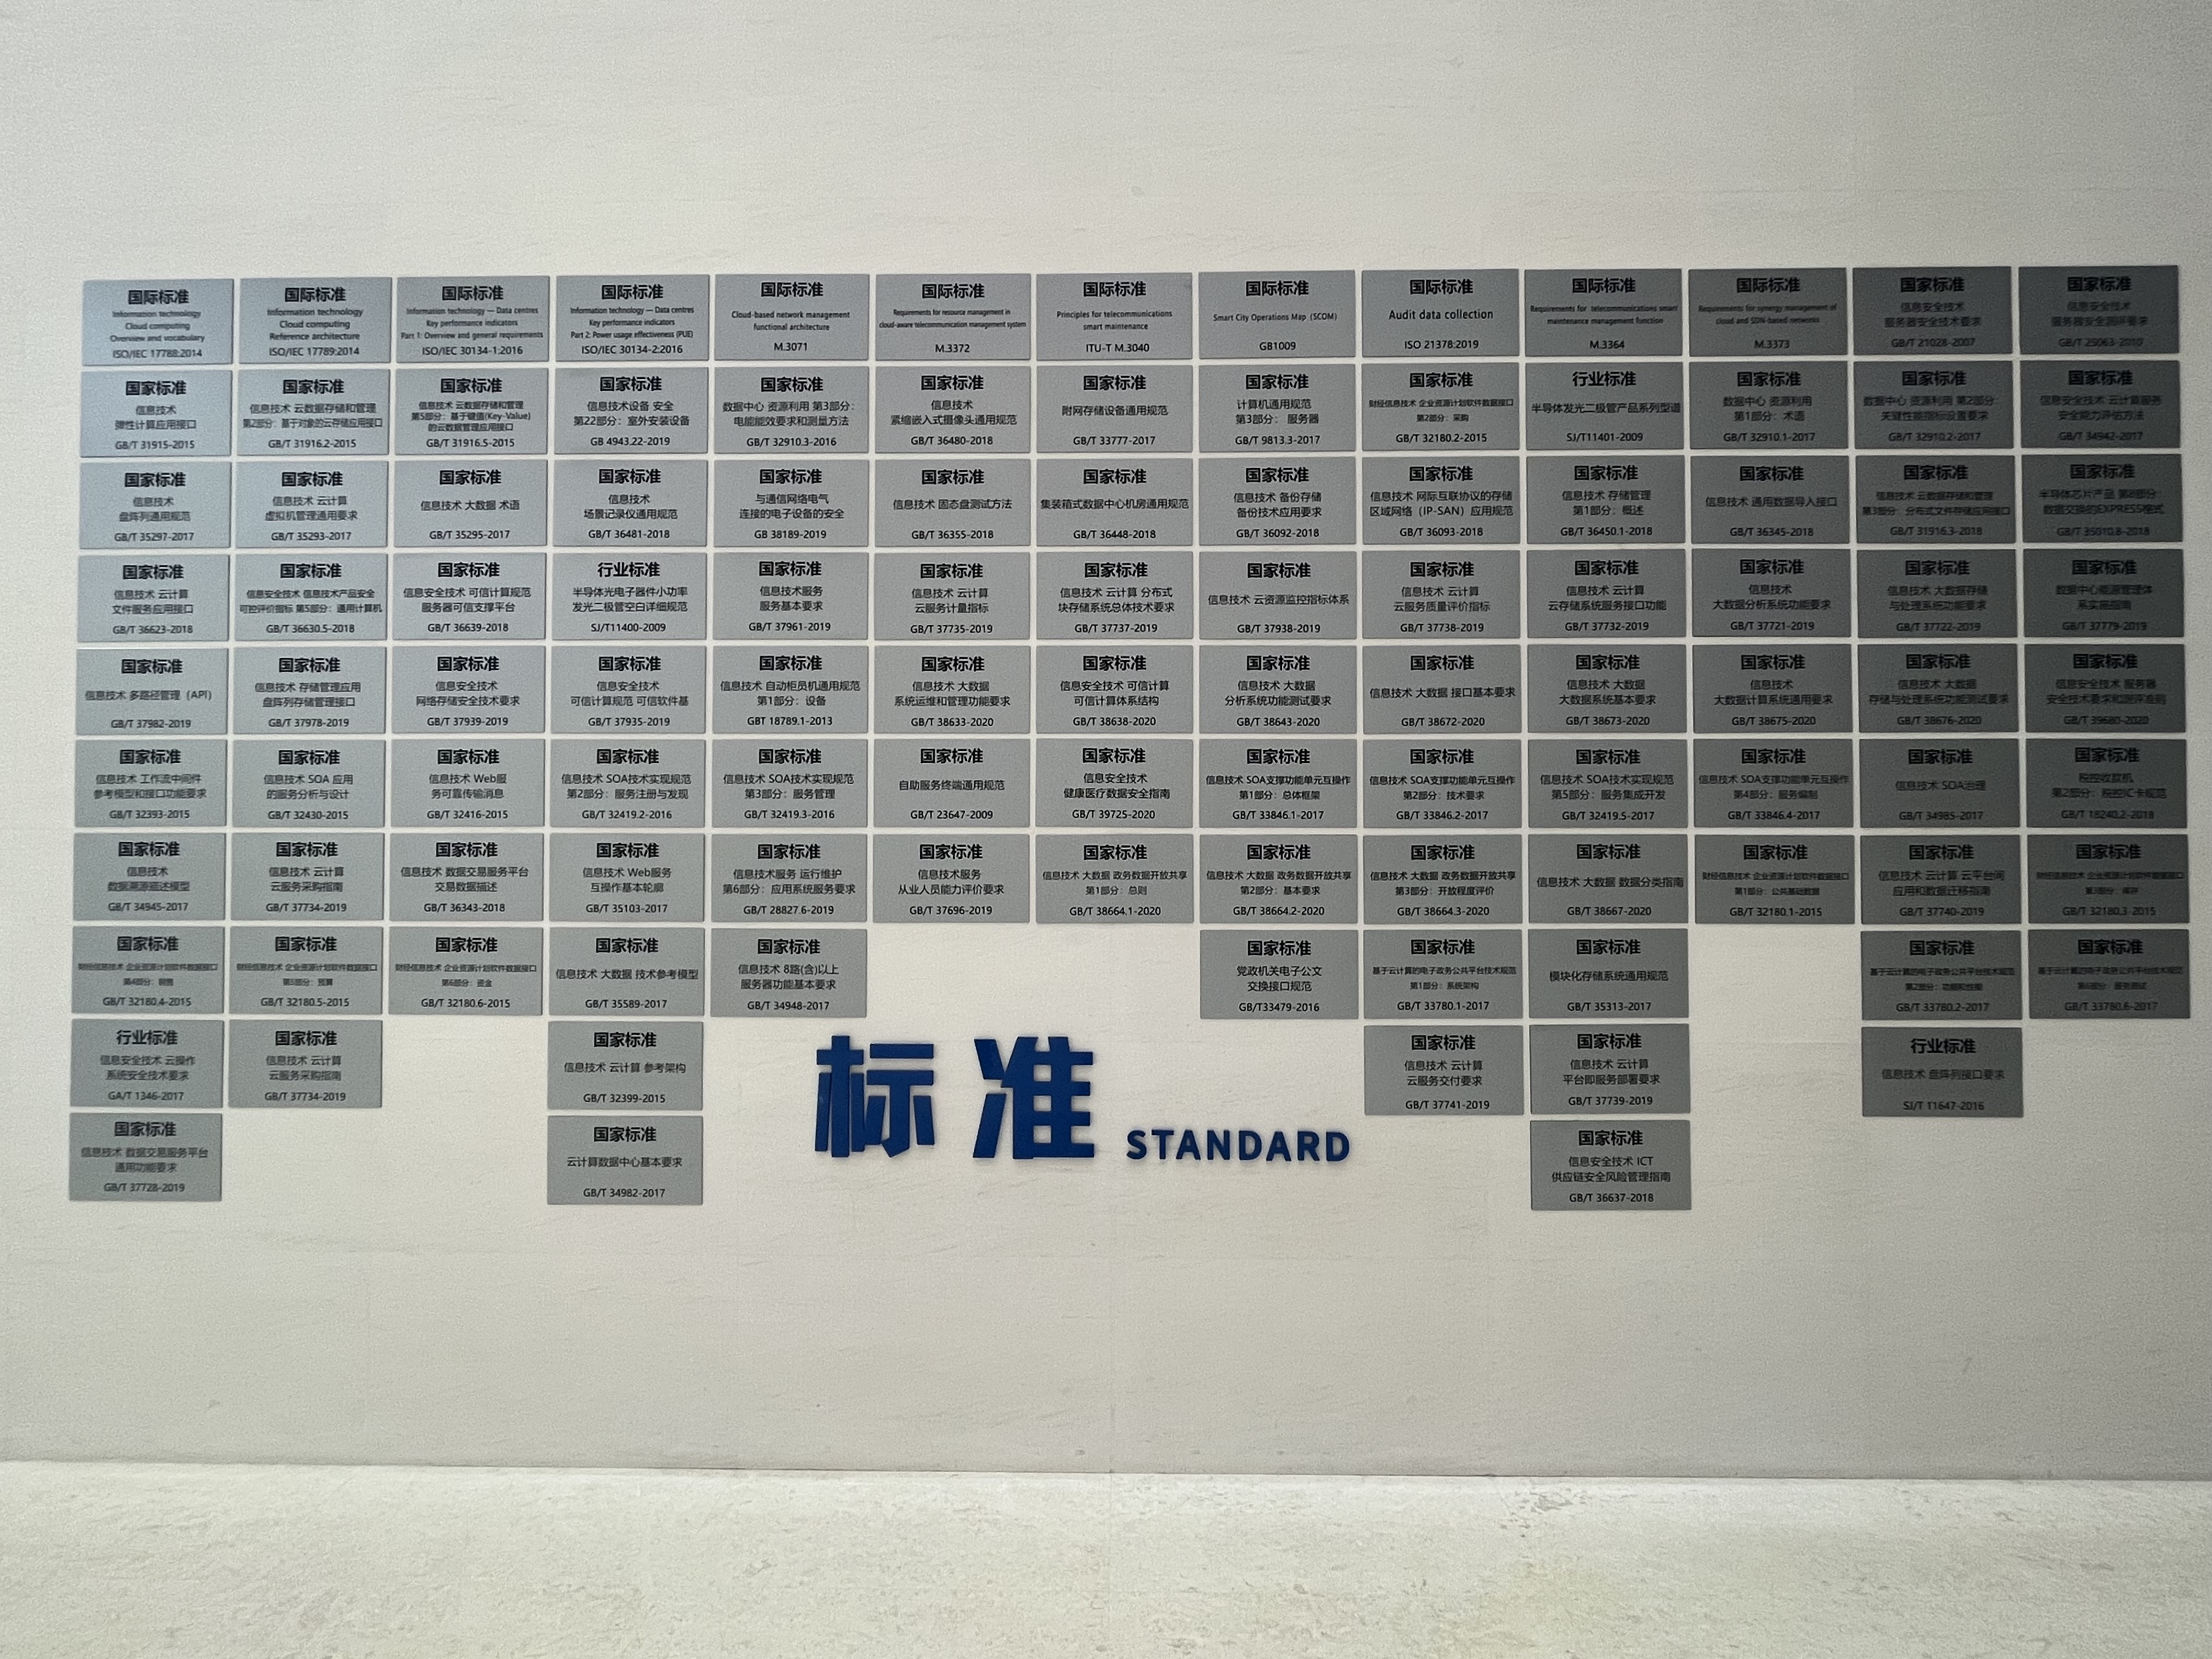 国际标准
Information technology
Cloud computing
Overview and vocabulary
ISO/IEC 17788:2014
国际标准
Information technology
Cloud computing
Reference architecture
ISO/IEC 17789:2014
国际标准
Information technology — Data centres
Key performance indicators
Part 1: Overview and general requirements
ISO/IEC 30134-1:2016
国际标准
Information technology — Data centres
Key performance indicators
Part 2: Power usage effectiveness (PUE)
ISO/IEC 30134-2:2016
国际标准
Cloud-based network management
functional architecture
M.3071
国际标准
Requirements for resource management in
cloud-aware telecommunication management system
M.3372
国际标准
Principles for telecommunications
smart maintenance
ITU-T M.3040
国际标准
Smart City Operations Map (SCOM)
GB1009
国际标准
Audit data collection
ISO 21378:2019
国际标准
Requirements for telecommunications smart
maintenance management function
M.3364
国际标准
Requirements for synergy management of
cloud and SDN-based networks
M.3373
国家标准
信息安全技术
服务器安全技术要求
GB/T 21028-2007
国家标准
信息安全技术
服务器安全测评要求
GB/T 25063-2010
国家标准
信息技术
弹性计算应用接口
GB/T 31915-2015
国家标准
信息技术 云数据存储和管理
第2部分：基于对象的云存储应用接口
GB/T 31916.2-2015
国家标准
信息技术 云数据存储和管理
第5部分：基于键值(Key-Value)
的云数据管理应用接口
GB/T 31916.5-2015
国家标准
信息技术设备 安全
第22部分：室外安装设备
GB 4943.22-2019
国家标准
数据中心 资源利用 第3部分：
电能能效要求和测量方法
GB/T 32910.3-2016
国家标准
信息技术
紧缩嵌入式摄像头通用规范
GB/T 36480-2018
国家标准
附网存储设备通用规范
GB/T 33777-2017
国家标准
计算机通用规范
第3部分：服务器
GB/T 9813.3-2017
国家标准
财经信息技术 企业资源计划软件数据接口
第2部分：采购
GB/T 32180.2-2015
行业标准
半导体发光二极管产品系列型谱
SJ/T11401-2009
国家标准
数据中心 资源利用
第1部分：术语
GB/T 32910.1-2017
国家标准
数据中心 资源利用 第2部分：
关键性能指标设置要求
GB/T 32910.2-2017
国家标准
信息安全技术 云计算服务
安全能力评估方法
GB/T 34942-2017
国家标准
信息技术
盘阵列通用规范
GB/T 35297-2017
国家标准
信息技术 云计算
虚拟机管理通用要求
GB/T 35293-2017
国家标准
信息技术 大数据 术语
GB/T 35295-2017
国家标准
信息技术
场景记录仪通用规范
GB/T 36481-2018
国家标准
与通信网络电气
连接的电子设备的安全
GB 38189-2019
国家标准
信息技术 固态盘测试方法
GB/T 36355-2018
国家标准
集装箱式数据中心机房通用规范
GB/T 36448-2018
国家标准
信息技术 备份存储
备份技术应用要求
GB/T 36092-2018
国家标准
信息技术 网际互联协议的存储
区域网络（IP-SAN）应用规范
GB/T 36093-2018
国家标准
信息技术 存储管理
第1部分：概述
GB/T 36450.1-2018
国家标准
信息技术 通用数据导入接口
GB/T 36345-2018
国家标准
信息技术 云数据存储和管理
第3部分：分布式文件存储应用接口
GB/T 31916.3-2018
国家标准
半导体芯片产品 第8部分：
数据交换的EXPRESS格式
GB/T 35010.8-2018
国家标准
信息技术 云计算
文件服务应用接口
GB/T 36623-2018
国家标准
信息安全技术 信息技术产品安全
可控评价指标 第5部分：通用计算机
GB/T 36630.5-2018
国家标准
信息安全技术 可信计算规范
服务器可信支撑平台
GB/T 36639-2018
行业标准
半导体光电子器件小功率
发光二极管空白详细规范
SJ/T11400-2009
国家标准
信息技术服务
服务基本要求
GB/T 37961-2019
国家标准
信息技术 云计算
云服务计量指标
GB/T 37735-2019
国家标准
信息技术 云计算 分布式
块存储系统总体技术要求
GB/T 37737-2019
国家标准
信息技术 云资源监控指标体系
GB/T 37938-2019
国家标准
信息技术 云计算
云服务质量评价指标
GB/T 37738-2019
国家标准
信息技术 云计算
云存储系统服务接口功能
GB/T 37732-2019
国家标准
信息技术
大数据分析系统功能要求
GB/T 37721-2019
国家标准
信息技术 大数据存储
与处理系统功能要求
GB/T 37722-2019
国家标准
数据中心能源管理体
系实施指南
GB/T 37779-2019
国家标准
信息技术 多路径管理（API）
GB/T 37982-2019
国家标准
信息技术 存储管理应用
盘阵列存储管理接口
GB/T 37978-2019
国家标准
信息安全技术
网络存储安全技术要求
GB/T 37939-2019
国家标准
信息安全技术
可信计算规范 可信软件基
GB/T 37935-2019
国家标准
信息技术 自动柜员机通用规范
第1部分：设备
GBT 18789.1-2013
国家标准
信息技术 大数据
系统运维和管理功能要求
GB/T 38633-2020
国家标准
信息安全技术 可信计算
可信计算体系结构
GB/T 38638-2020
国家标准
信息技术 大数据
分析系统功能测试要求
GB/T 38643-2020
国家标准
信息技术 大数据 接口基本要求
GB/T 38672-2020
国家标准
信息技术 大数据
大数据系统基本要求
GB/T 38673-2020
国家标准
信息技术
大数据计算系统通用要求
GB/T 38675-2020
国家标准
信息技术 大数据
存储与处理系统功能测试要求
GB/T 38676-2020
国家标准
信息安全技术 服务器
安全技术要求和测评准则
GB/T 39680-2020
国家标准
信息技术 工作流中间件
参考模型和接口功能要求
GB/T 32393-2015
国家标准
信息技术 SOA 应用
的服务分析与设计
GB/T 32430-2015
国家标准
信息技术 Web服
务可靠传输消息
GB/T 32416-2015
国家标准
信息技术 SOA技术实现规范
第2部分：服务注册与发现
GB/T 32419.2-2016
国家标准
信息技术 SOA技术实现规范
第3部分：服务管理
GB/T 32419.3-2016
国家标准
自助服务终端通用规范
GB/T 23647-2009
国家标准
信息安全技术
健康医疗数据安全指南
GB/T 39725-2020
国家标准
信息技术 SOA支撑功能单元互操作
第1部分：总体框架
GB/T 33846.1-2017
国家标准
信息技术 SOA支撑功能单元互操作
第2部分：技术要求
GB/T 33846.2-2017
国家标准
信息技术 SOA技术实现规范
第5部分：服务集成开发
GB/T 32419.5-2017
国家标准
信息技术 SOA支撑功能单元互操作
第4部分：服务编制
GB/T 33846.4-2017
国家标准
信息技术 SOA治理
GB/T 34985-2017
国家标准
税控收款机
第2部分：税控IC卡规范
GB/T 18240.2-2018
国家标准
信息技术
数据溯源描述模型
GB/T 34945-2017
国家标准
信息技术 云计算
云服务采购指南
GB/T 37734-2019
国家标准
信息技术 数据交易服务平台
交易数据描述
GB/T 36343-2018
国家标准
信息技术 Web服务
互操作基本轮廓
GB/T 35103-2017
国家标准
信息技术服务 运行维护
第6部分：应用系统服务要求
GB/T 28827.6-2019
国家标准
信息技术服务
从业人员能力评价要求
GB/T 37696-2019
国家标准
信息技术 大数据 政务数据开放共享
第1部分：总则
GB/T 38664.1-2020
国家标准
信息技术 大数据 政务数据开放共享
第2部分：基本要求
GB/T 38664.2-2020
国家标准
信息技术 大数据 政务数据开放共享
第3部分：开放程度评价
GB/T 38664.3-2020
国家标准
信息技术 大数据 数据分类指南
GB/T 38667-2020
国家标准
财经信息技术 企业资源计划软件数据接口
第1部分：公共基础数据
GB/T 32180.1-2015
国家标准
信息技术 云计算 云平台间
应用和数据迁移指南
GB/T 37740-2019
国家标准
财经信息技术 企业资源计划软件数据接口
第3部分：库存
GB/T 32180.3-2015
国家标准
财经信息技术 企业资源计划软件数据接口
第4部分：销售
GB/T 32180.4-2015
国家标准
财经信息技术 企业资源计划软件数据接口
第5部分：预算
GB/T 32180.5-2015
国家标准
财经信息技术 企业资源计划软件数据接口
第6部分：资金
GB/T 32180.6-2015
国家标准
信息技术 大数据 技术参考模型
GB/T 35589-2017
国家标准
信息技术 8路(含)以上
服务器功能基本要求
GB/T 34948-2017
国家标准
党政机关电子公文
交换接口规范
GB/T33479-2016
国家标准
基于云计算的电子政务公共平台技术规范
第1部分：系统架构
GB/T 33780.1-2017
国家标准
模块化存储系统通用规范
GB/T 35313-2017
国家标准
基于云计算的电子政务公共平台技术规范
第2部分：功能和性能
GB/T 33780.2-2017
国家标准
基于云计算的电子政务公共平台技术规范
第6部分：服务测试
GB/T 33780.6-2017
行业标准
信息安全技术 云操作
系统安全技术要求
GA/T 1346-2017
国家标准
信息技术 云计算
云服务采购指南
GB/T 37734-2019
国家标准
信息技术 云计算 参考架构
GB/T 32399-2015
国家标准
信息技术 云计算
云服务交付要求
GB/T 37741-2019
国家标准
信息技术 云计算
平台即服务部署要求
GB/T 37739-2019
行业标准
信息技术 盘阵列接口要求
SJ/T 11647-2016
国家标准
信息技术 数据交易服务平台
通用功能要求
GB/T 37728-2019
国家标准
云计算数据中心基本要求
GB/T 34982-2017
标准 STANDARD
国家标准
信息安全技术 ICT
供应链安全风险管理指南
GB/T 36637-2018